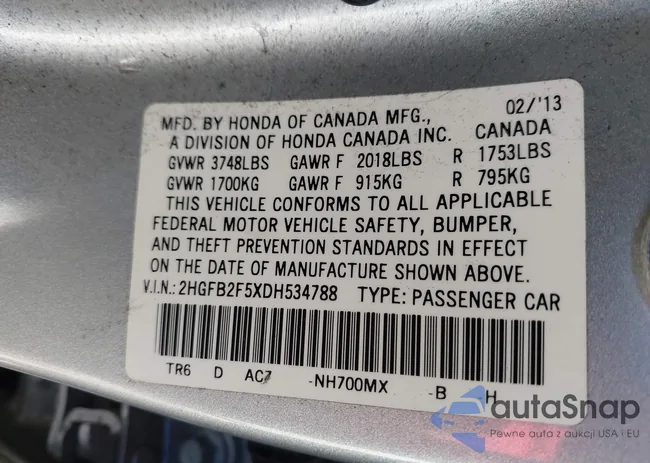 02/'13
MFD. BY HONDA OF CANADA MFG.,
A DIVISION OF HONDA CANADA INC. CANADA
GVWR 3748LBS GAWR F 2018LBS R 1753LBS
GVWR 1700KG GAWR F 915KG R 795KG
THIS VEHICLE CONFORMS TO ALL APPLICABLE
FEDERAL MOTOR VEHICLE SAFETY, BUMPER,
AND THEFT PREVENTION STANDARDS IN EFFECT
ON THE DATE OF MANUFACTURE SHOWN ABOVE.
V.I.N.: 2HGFB2F5XDH534788 TYPE: PASSENGER CAR
TR6 D AC7 -NH700MX -B H
autaSnap
Pewne auta z aukcji USA i EU